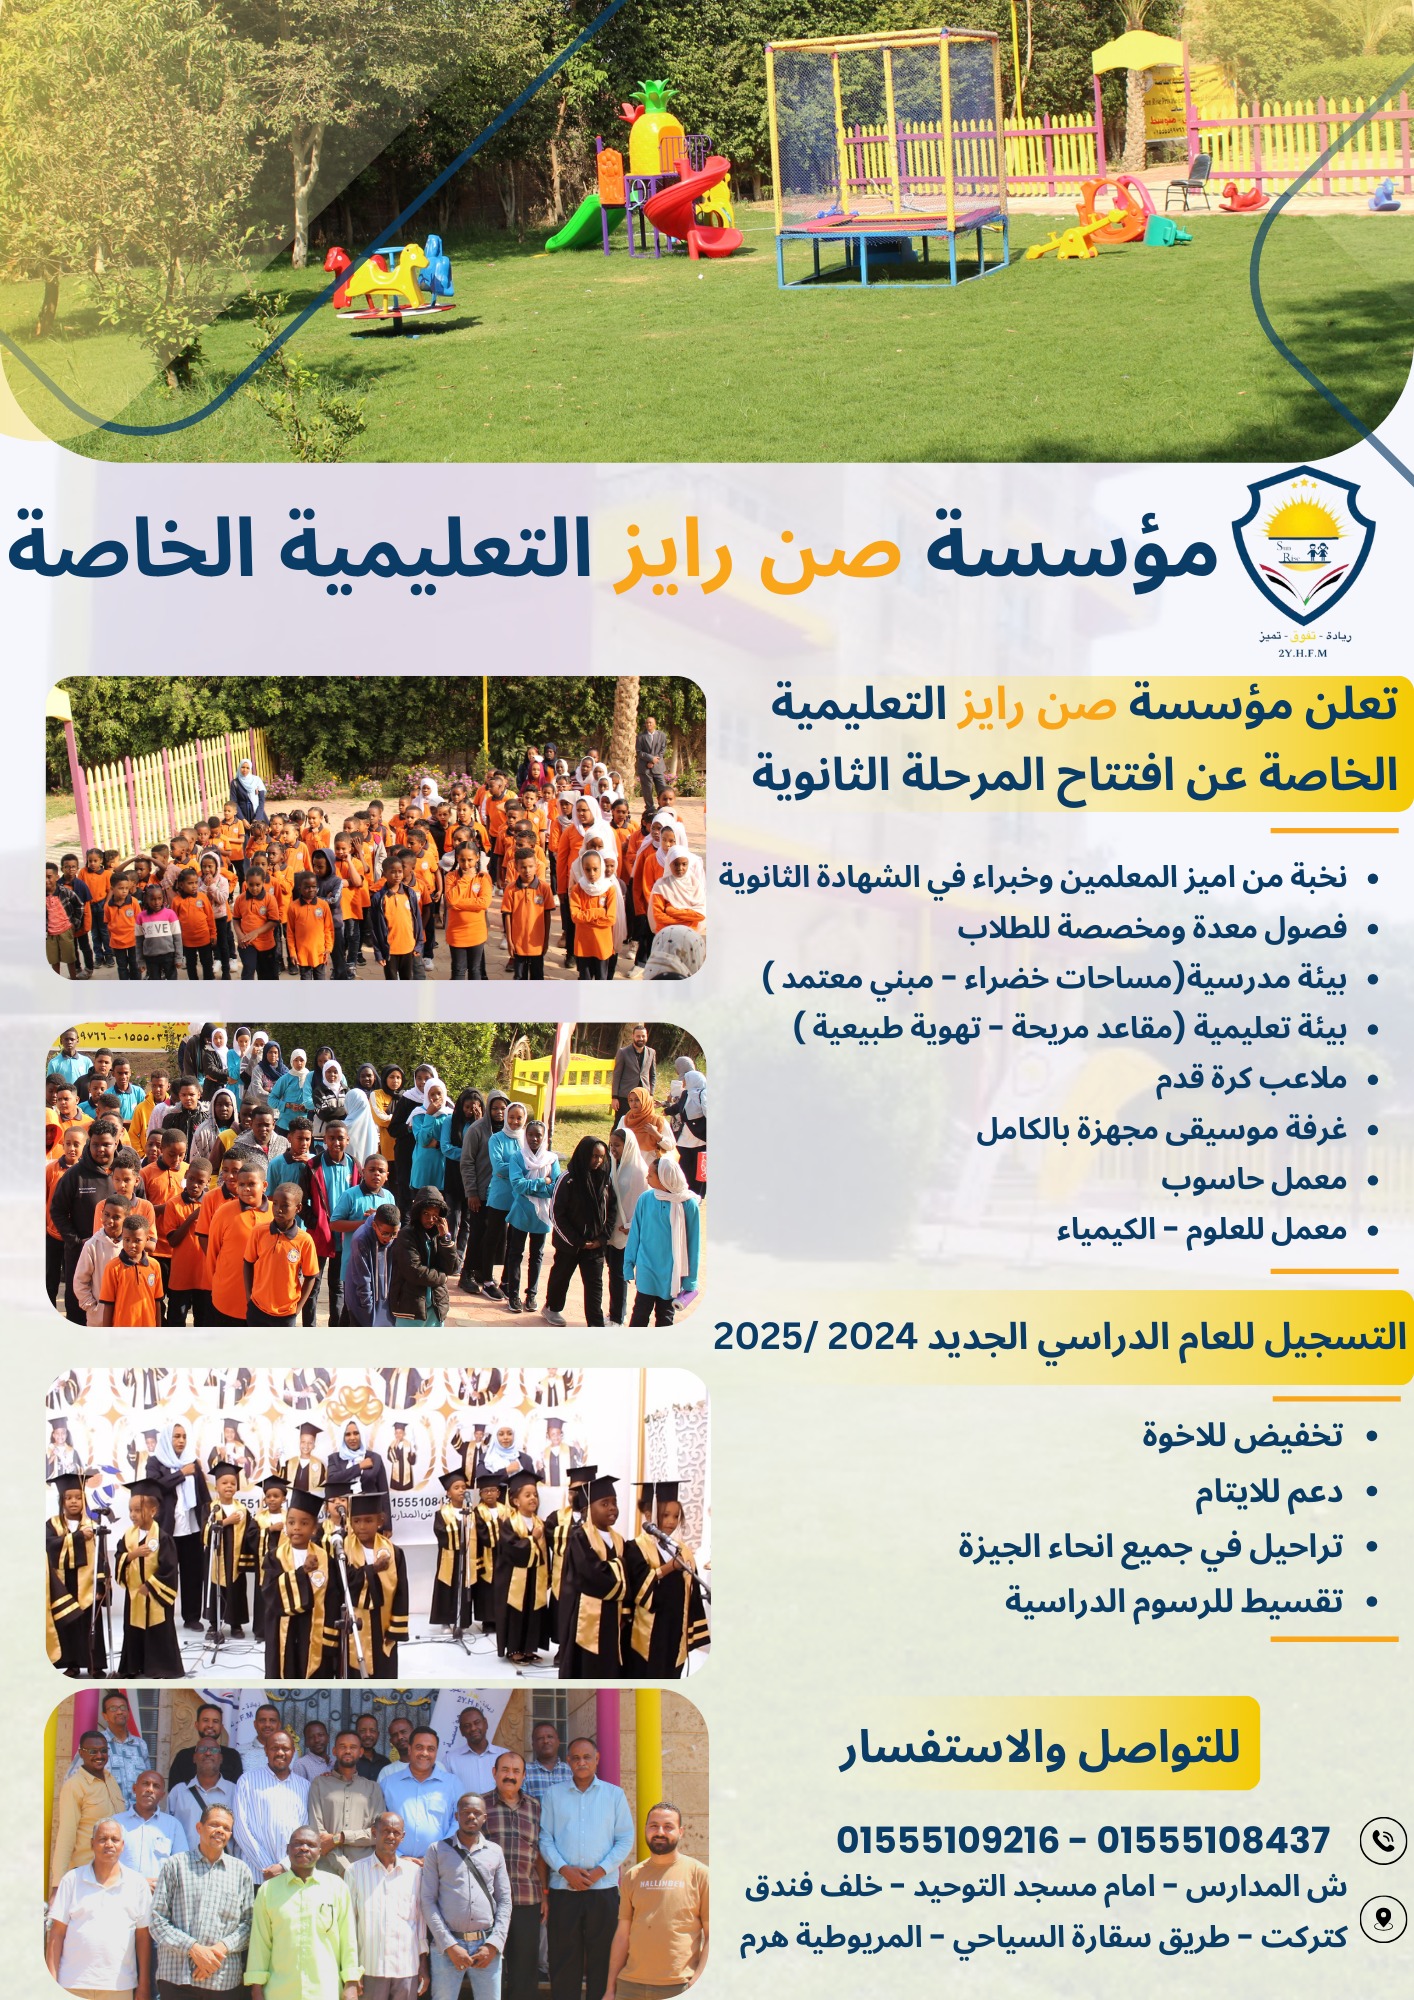 مؤسسة صن رايز التعليمية الخاصة
Sun
Rise
ريادة - تفوق - تميز
2Y.H.F.M
تعلن مؤسسة صن رايز التعليمية
الخاصة عن افتتاح المرحلة الثانوية
• نخبة من اميز المعلمين وخبراء في الشهادة الثانوية
• فصول معدة ومخصصة للطلاب
• بيئة مدرسية(مساحات خضراء – مبني معتمد )
• بيئة تعليمية (مقاعد مريحة – تهوية طبيعية )
• ملاعب كرة قدم
• غرفة موسيقى مجهزة بالكامل
• معمل حاسوب
• معمل للعلوم – الكيمياء
التسجيل للعام الدراسي الجديد 2024 /2025
• تخفيض للاخوة
• دعم للايتام
• تراحيل في جميع انحاء الجيزة
• تقسيط للرسوم الدراسية
للتواصل والاستفسار
01555109216 – 01555108437
ش المدارس – امام مسجد التوحيد – خلف فندق
كتركت – طريق سقارة السياحي – المريوطية هرم